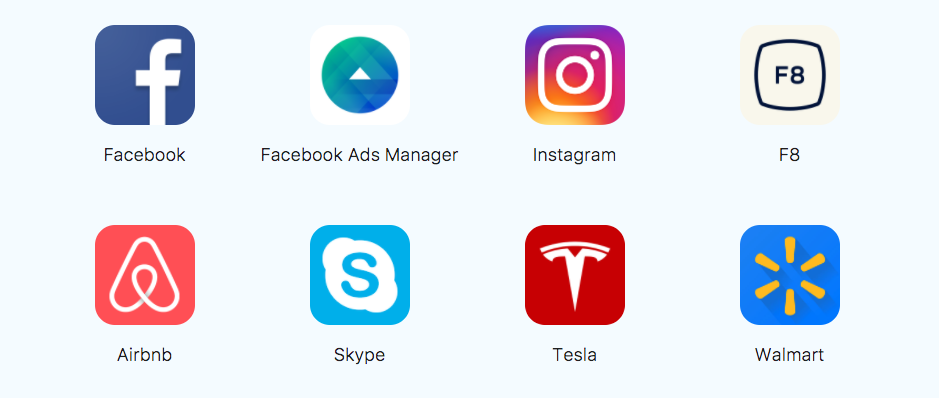 F8
Facebook
Facebook Ads Manager
Instagram
F8
S
Airbnb
Skype
Tesla
Walmart